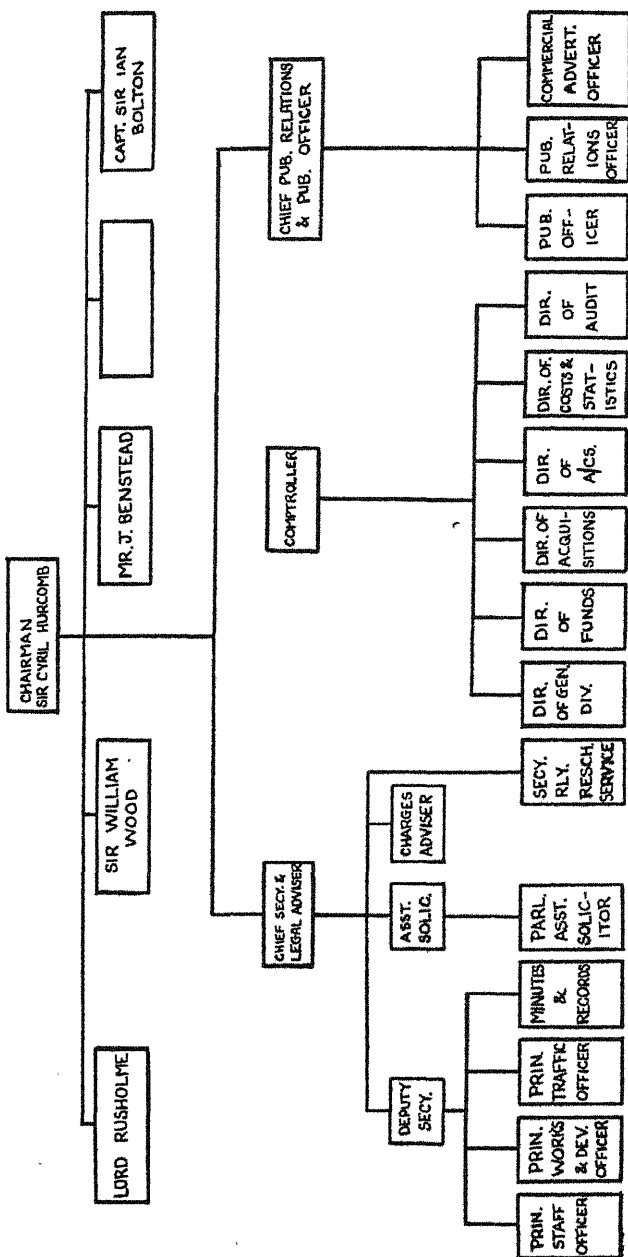 CHAIRMAN
SIR CYRIL HURCOMB
LORD RUSHOLME
SIR WILLIAM
WOOD
MR. J. BENSTEAD
CAPT. SIR IAN
BOLTON
CHIEF SECY. &
LEGAL ADVISER
COMPTROLLER
CHIEF PUB. RELATIONS
& PUB. OFFICER
DEPUTY
SECY.
ASST.
SOLIC.
CHARGES
ADVISER
PRIN.
STAFF
OFFICER
PRIN.
WORKS
& DEV.
OFFICER
PRIN.
TRAFFIC
OFFICER
MINUTES
&
RECORDS
PARL.
ASST.
SOLIC-
ITOR
SECY.
RLY.
RESCH.
SERVICE
DIR.
OF GEN.
DIV.
DIR.
OF
FUNDS
DIR. OF
ACQUI-
SITIONS
DIR.
OF
A/CS.
DIR. OF.
COSTS &
STAT-
ISTICS
DIR.
OF
AUDIT
PUB.
OFF-
ICER
PUB.
RELAT-
IONS
OFFICER
COMMERCIAL
ADVERT.
OFFICER